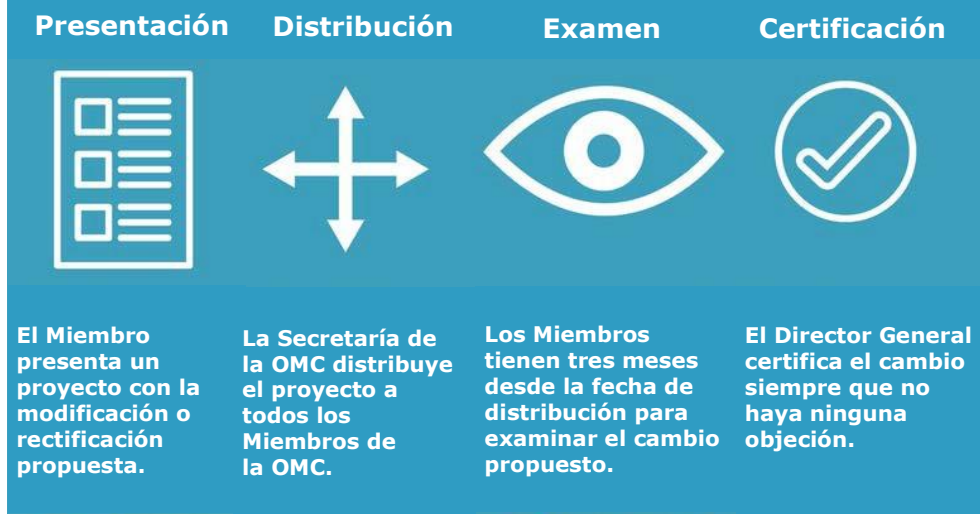 Presentación
Distribución
Examen
Certificación
El Miembro
presenta un
proyecto con la
modificación o
rectificación
propuesta.
La Secretaría de
la OMC distribuye
el proyecto a
todos los
Miembros de
la OMC.
Los Miembros
tienen tres meses
desde la fecha de
distribución para
examinar el cambio
propuesto.
El Director General
certifica el cambio
siempre que no
haya ninguna
objeción.